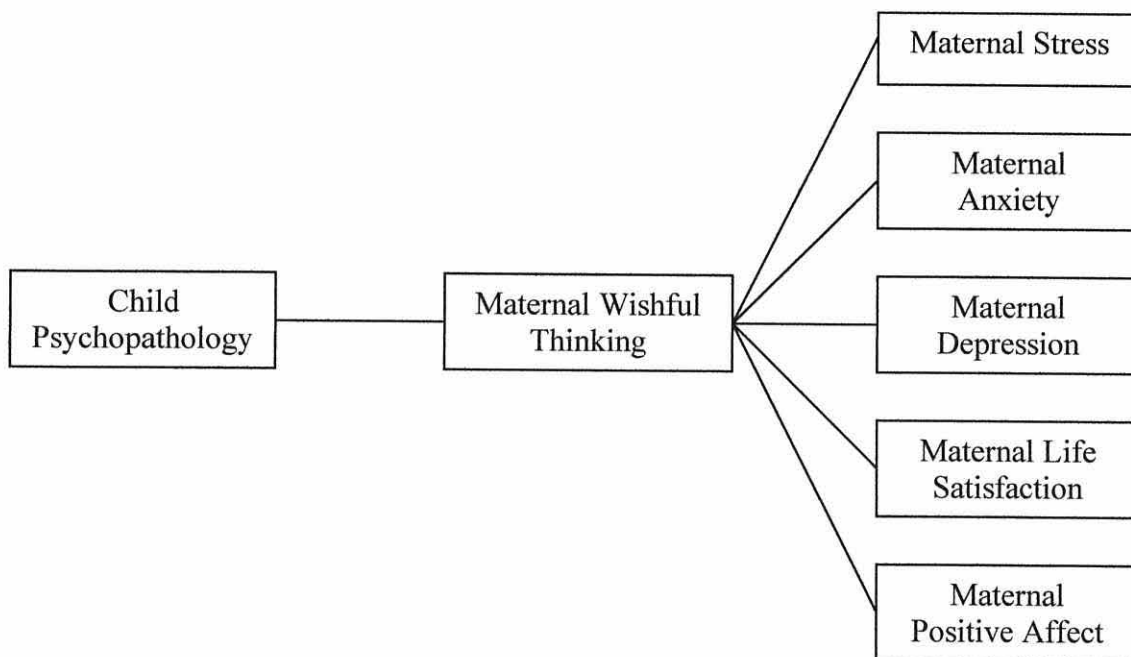 Child
Psychopathology
Maternal Wishful
Thinking
Maternal Stress
Maternal
Anxiety
Maternal
Depression
Maternal Life
Satisfaction
Maternal
Positive Affect